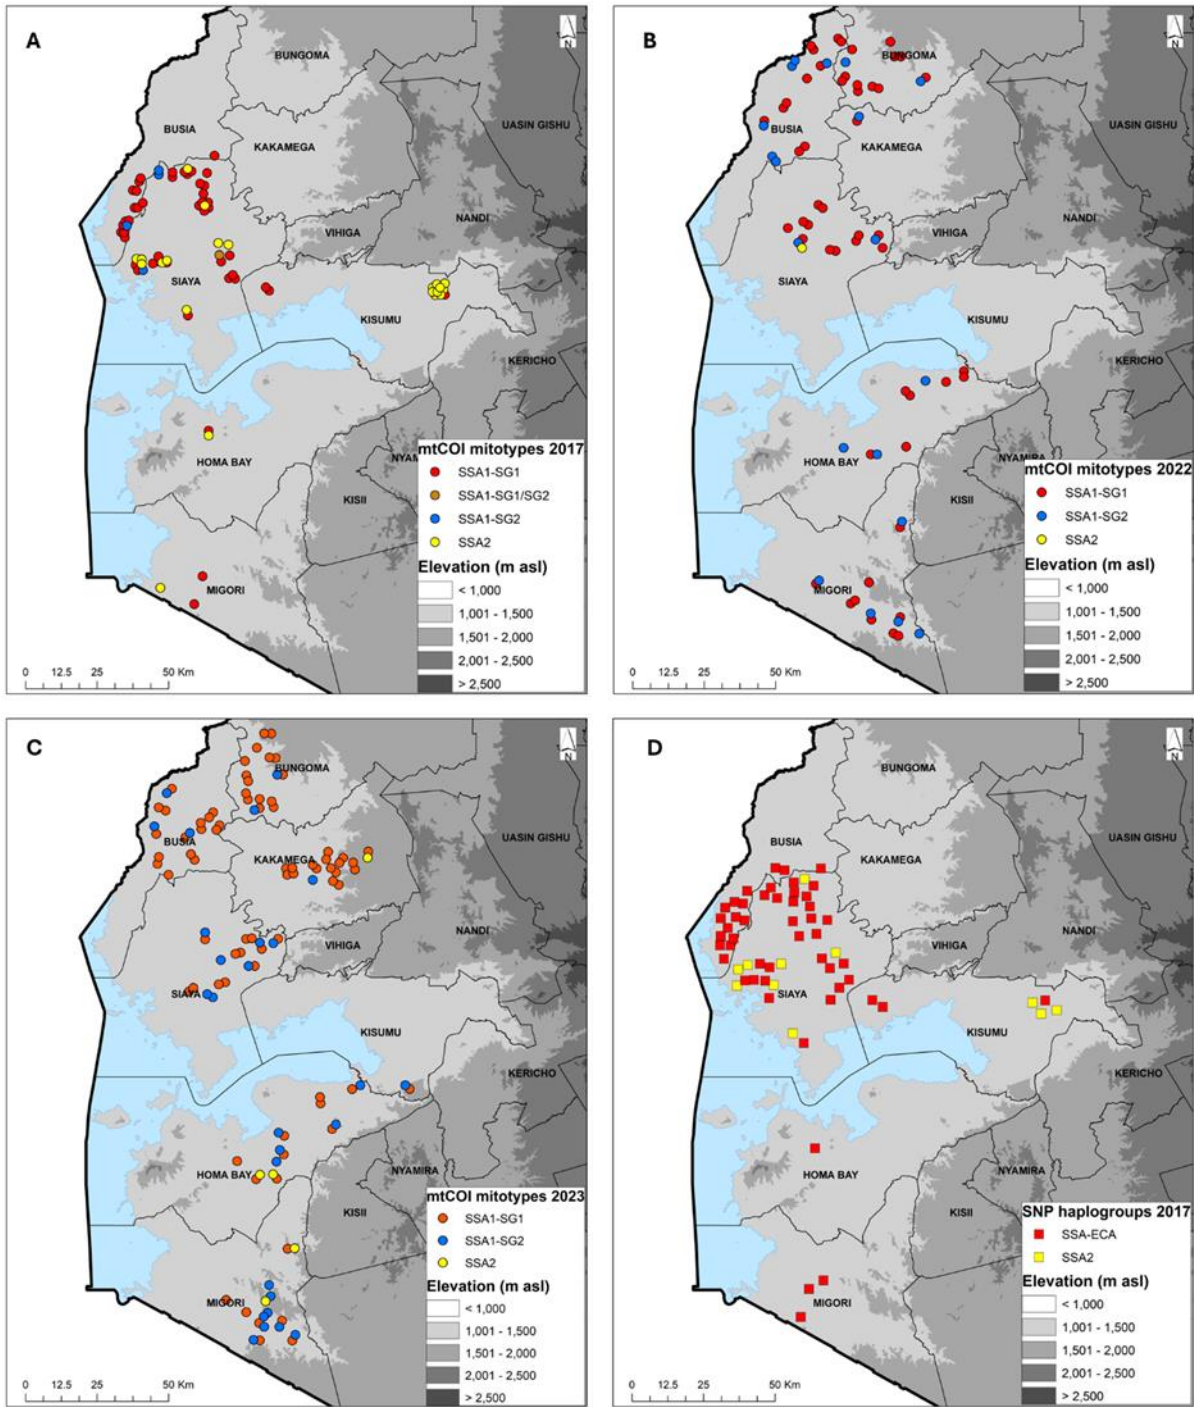 A
N
BUNGOMA
UASIN GISHU
BUSIA
KAKAMEGA
NANDI
VIHIGA
SIAYA
KISUMU
KERICHO
HOMA BAY
NYAM
KISII
MIGORI
mtCOI mitotypes 2017
SSA1-SG1
SSA1-SG1/SG2
SSA1-SG2
SSA2
Elevation (m asl)
< 1,000
1,001 - 1,500
1,501 - 2,000
2,001 - 2,500
> 2,500
0 12.5 25 50 Km
B
N
BUNGOMA
UASIN GISHU
BUSIA
KAKAMEGA
NANDI
VIHIGA
SIAYA
KISUMU
KERICHO
HOMA BAY
NYAMIRA
KISII
MIGORI
mtCOI mitotypes 2022
SSA1-SG1
SSA1-SG2
SSA2
Elevation (m asl)
< 1,000
1,001 - 1,500
1,501 - 2,000
2,001 - 2,500
> 2,500
0 12.5 25 50 Km
C
N
BUNGOMA
UASIN GISHU
BUSIA
KAKAMEGA
NANDI
VIHIGA
SIAYA
KISUMU
KERICHO
HOMA BAY
NYAMIRA
KISII
MIGORI
mtCOI mitotypes 2023
SSA1-SG1
SSA1-SG2
SSA2
Elevation (m asl)
< 1,000
1,001 - 1,500
1,501 - 2,000
2,001 - 2,500
> 2,500
0 12.5 25 50 Km
D
N
BUNGOMA
UASIN GISHU
BUSIA
KAKAMEGA
NANDI
VIHIGA
SIAYA
KISUMU
KERICHO
HOMA BAY
NYAMIRA
KISII
MIGORI
SNP haplogroups 2017
SSA-ECA
SSA2
Elevation (m asl)
< 1,000
1,001 - 1,500
1,501 - 2,000
2,001 - 2,500
> 2,500
0 12.5 25 50 Km